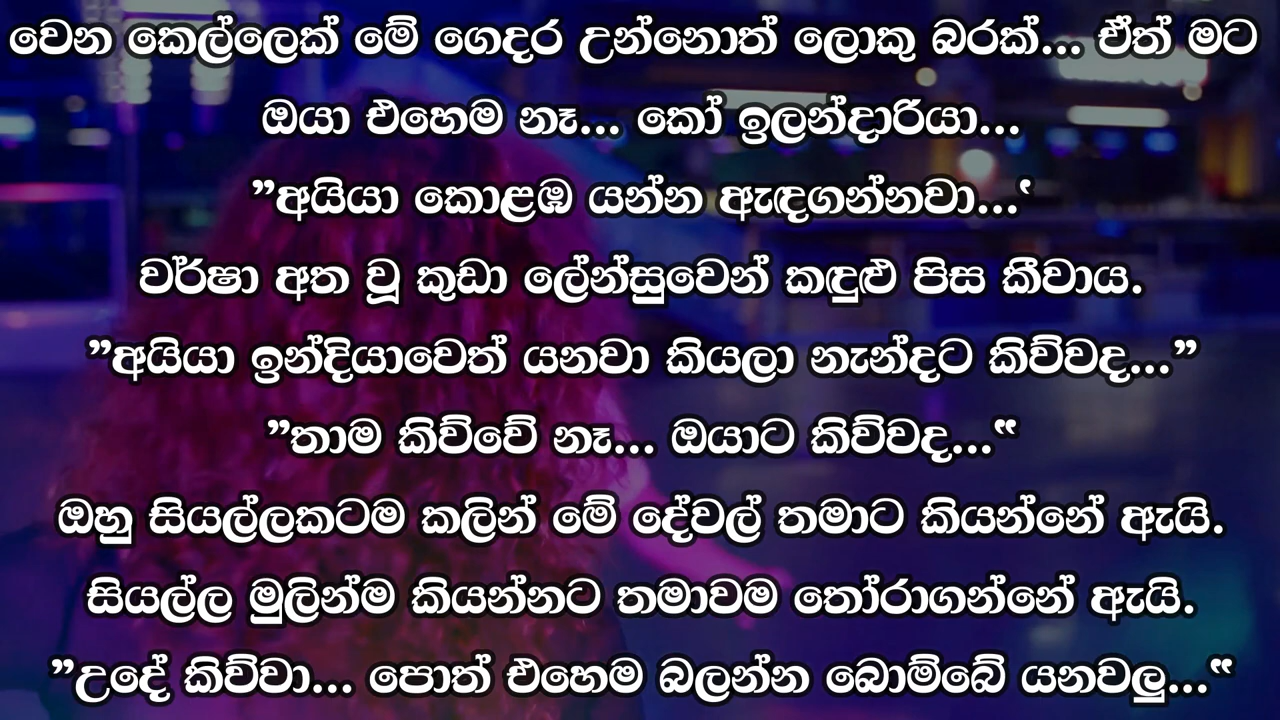 වෙන කෙල්ලෙක් මේ ගෙදර උන්නොත් ලොකු බරක්... ඒත් මට
ඔයා එහෙම නෑ... කෝ ඉලන්දාරියා...
”අයියා කොළඹ යන්න ඇඳගන්නවා...‛
වර්ෂා අත වූ කුඩා ලේන්සුවෙන් කඳුළු පිස කීවාය.
”අයියා ඉන්දියාවෙත් යනවා කියලා නැන්දට කිව්වද...”
”තාම කිව්වේ නෑ... ඔයාට කිව්වද...‟
ඔහු සියල්ලකටම කලින් මේ දේවල් තමාට කියන්නේ ඇයි.
සියල්ල මුලින්ම කියන්නට තමාවම තෝරාගන්නේ ඇයි.
”උදේ කිව්වා... පොත් එහෙම බලන්න බොම්බේ යනවලු...‟